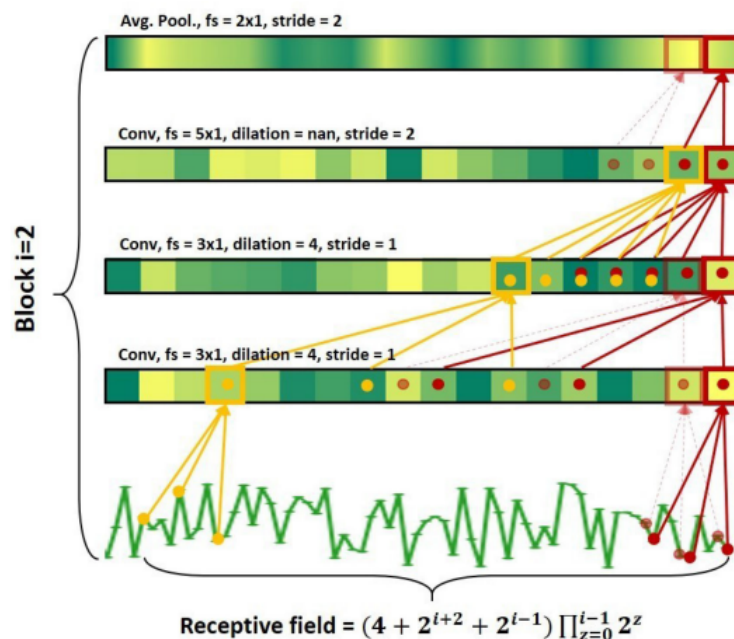 Avg. Pool., fs = 2x1, stride = 2
Conv, fs = 5x1, dilation = nan, stride = 2
Conv, fs = 3x1, dilation = 4, stride = 1
Conv, fs = 3x1, dilation = 4, stride = 1
Block i=2
Receptive field = (4 + 2^{i+2} + 2^{i-1}) ∏_{z=0}^{i-1} 2^z